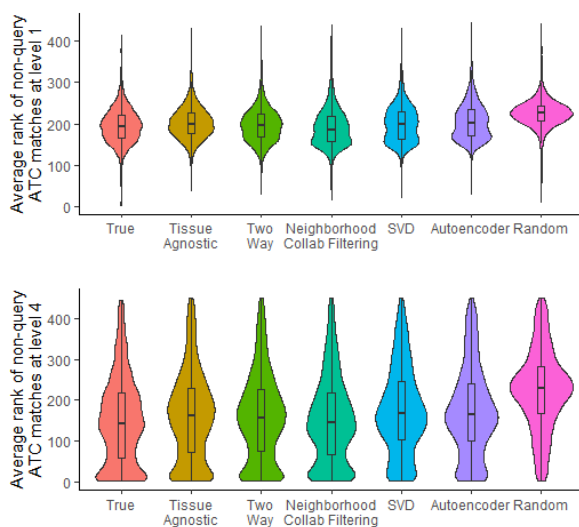 Average rank of non-query
ATC matches at level 1
400
300
200
100
0
True
Tissue
Agnostic
Two
Way
Neighborhood
Collab Filtering
SVD
Autoencoder
Random
Average rank of non-query
ATC matches at level 4
400
300
200
100
0
True
Tissue
Agnostic
Two
Way
Neighborhood
Collab Filtering
SVD
Autoencoder
Random